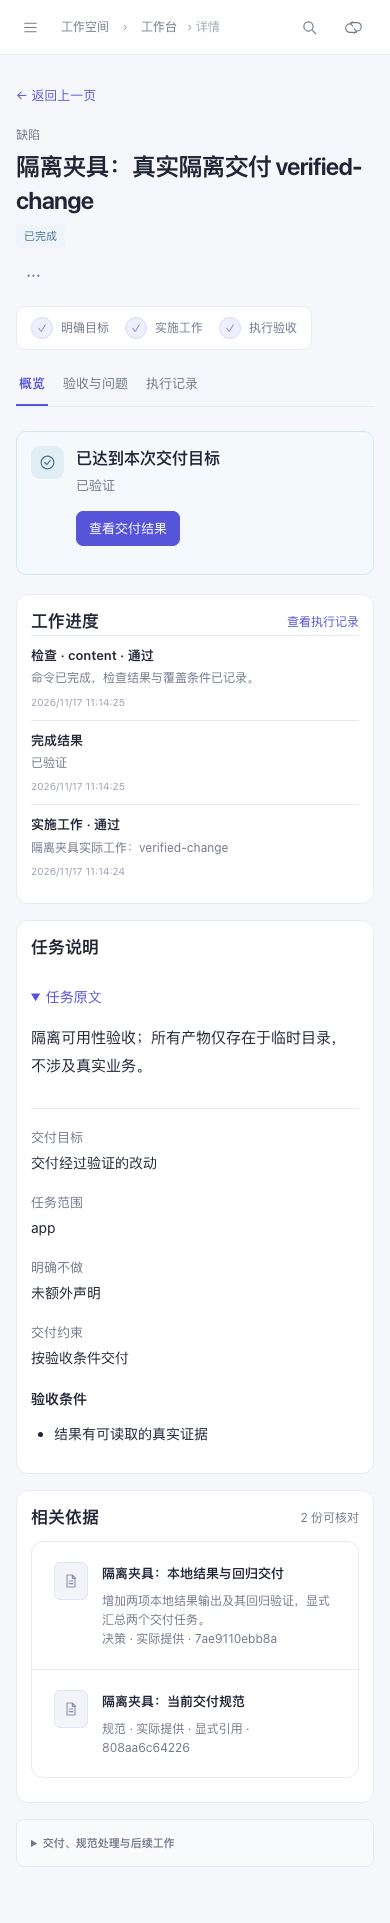 工作空间 › 工作台 › 详情
← 返回上一页
缺陷
隔离夹具：真实隔离交付 verified-
change
已完成
...
明确目标 实施工作 执行验收
概览 验收与问题 执行记录
已达到本次交付目标
已验证
查看交付结果
工作进度 查看执行记录
检查 · content · 通过
命令已完成，检查结果与覆盖条件已记录。
2026/11/17 11:14:25
完成结果
已验证
2026/11/17 11:14:25
实施工作 · 通过
隔离夹具实际工作：verified-change
2026/11/17 11:14:24
任务说明
▼ 任务原文
隔离可用性验收；所有产物仅存在于临时目录，
不涉及真实业务。
交付目标
交付经过验证的改动
任务范围
app
明确不做
未额外声明
交付约束
按验收条件交付
验收条件
• 结果有可读取的真实证据
相关依据 2 份可核对
隔离夹具：本地结果与回归交付
增加两项本地结果输出及其回归验证，显式
汇总两个交付任务。
决策 · 实际提供 · 7ae9110ebb8a
隔离夹具：当前交付规范
规范 · 实际提供 · 显式引用 ·
808aa6c64226
▶ 交付、规范处理与后续工作